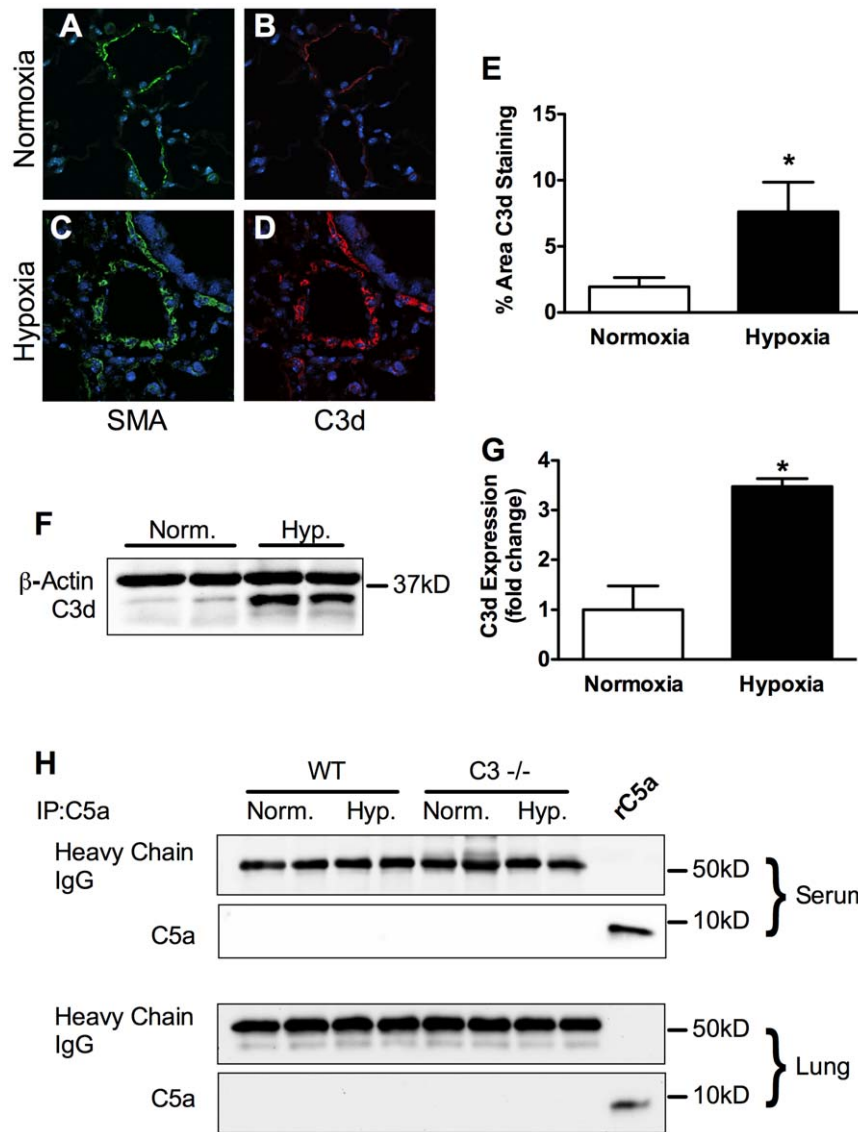 A
B
Normoxia
C
D
Hypoxia
SMA
C3d
E
% Area C3d Staining
15
10
5
0
*
Normoxia
Hypoxia
F
Norm.
Hyp.
β-Actin
C3d
37kD
G
C3d Expression
(fold change)
4
3
2
1
0
*
Normoxia
Hypoxia
H
WT
C3 -/-
IP:C5a
Norm.
Hyp.
Norm.
Hyp.
rC5a
Heavy Chain
IgG
50kD
C5a
10kD
} Serum
Heavy Chain
IgG
50kD
C5a
10kD
} Lung